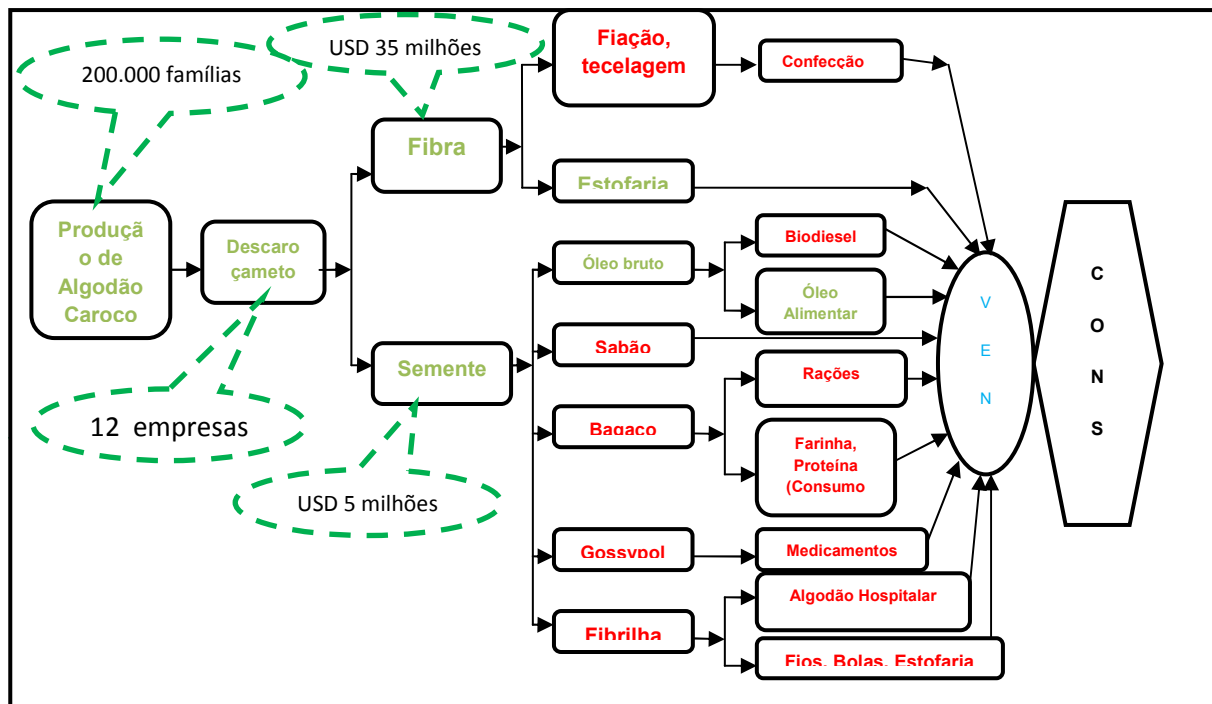 USD 35 milhões
200.000 famílias
Fiação,
tecelagem
Confecção
Fibra
Estofaria
Produçã
o de
Algodão
Caroco
Descaro
çameto
Óleo bruto
Biodiesel
Óleo
Alimentar
Semente
Sabão
Rações
Bagaço
Farinha,
Proteína
(Consumo
12 empresas
USD 5 milhões
Gossypol
Medicamentos
Fibrilha
Algodão Hospitalar
Fios, Bolas, Estofaria
V
E
N
C
O
N
S